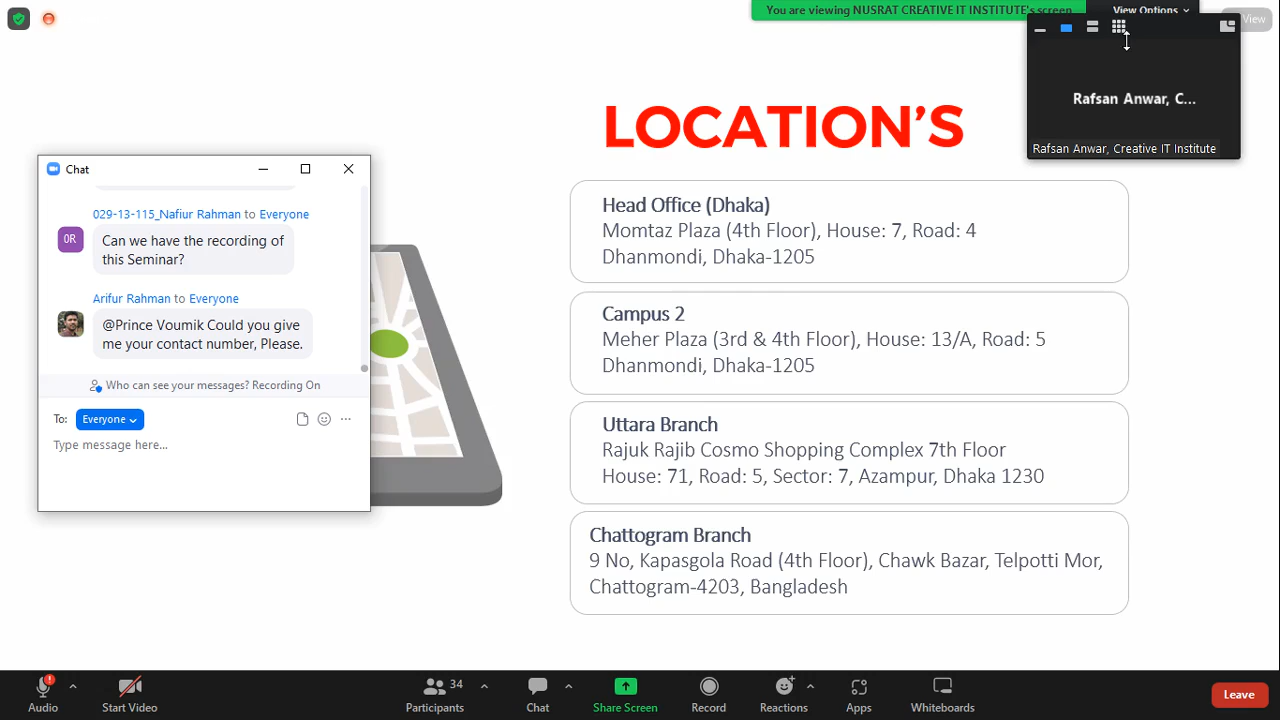 You are viewing NUSRAT CREATIVE IT INSTITUTE's screen
View Options
View
Rafsan Anwar, C...
Rafsan Anwar, Creative IT Institute
LOCATION'S
Head Office (Dhaka)
Momtaz Plaza (4th Floor), House: 7, Road: 4
Dhanmondi, Dhaka-1205
Campus 2
Meher Plaza (3rd & 4th Floor), House: 13/A, Road: 5
Dhanmondi, Dhaka-1205
Uttara Branch
Rajuk Rajib Cosmo Shopping Complex 7th Floor
House: 71, Road: 5, Sector: 7, Azampur, Dhaka 1230
Chattogram Branch
9 No, Kapasgola Road (4th Floor), Chawk Bazar, Telpotti Mor,
Chattogram-4203, Bangladesh
Chat
029-13-115_Nafiur Rahman to Everyone
0R
Can we have the recording of
this Seminar?
Arifur Rahman to Everyone
@Prince Voumik Could you give
me your contact number, Please.
Who can see your messages? Recording On
To: Everyone
Type message here...
Audio
Start Video
Participants 34
Chat
Share Screen
Record
Reactions
Apps
Whiteboards
Leave